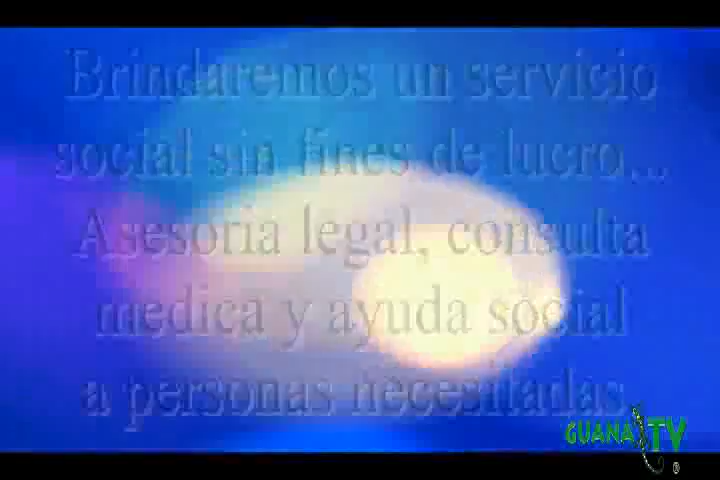 Brindaremos un servicio
social sin fines de lucro...
Asesoria legal, consulta
medica y ayuda social
a personas necesitadas.
GUANA TV
®